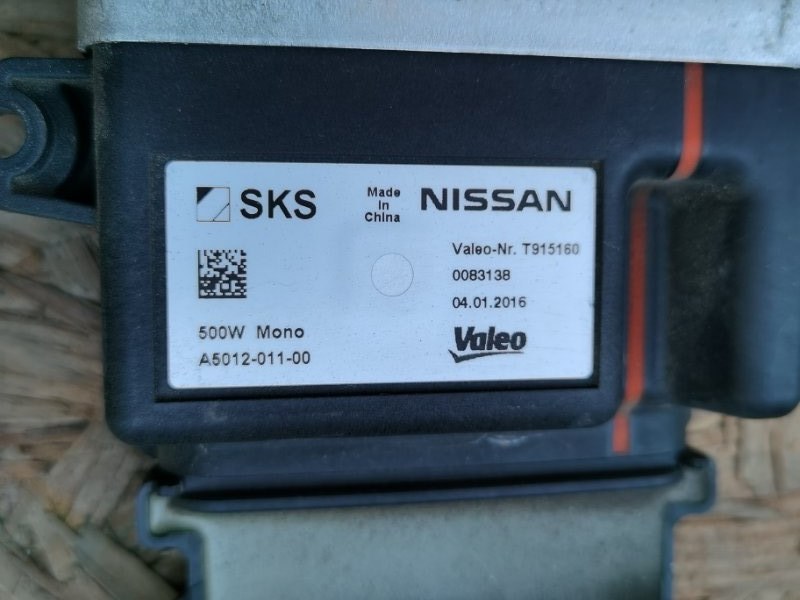 SKS
Made
in
China
NISSAN
Valeo-Nr. T915160
0083138
04.01.2016
500W Mono
A5012-011-00
Valeo